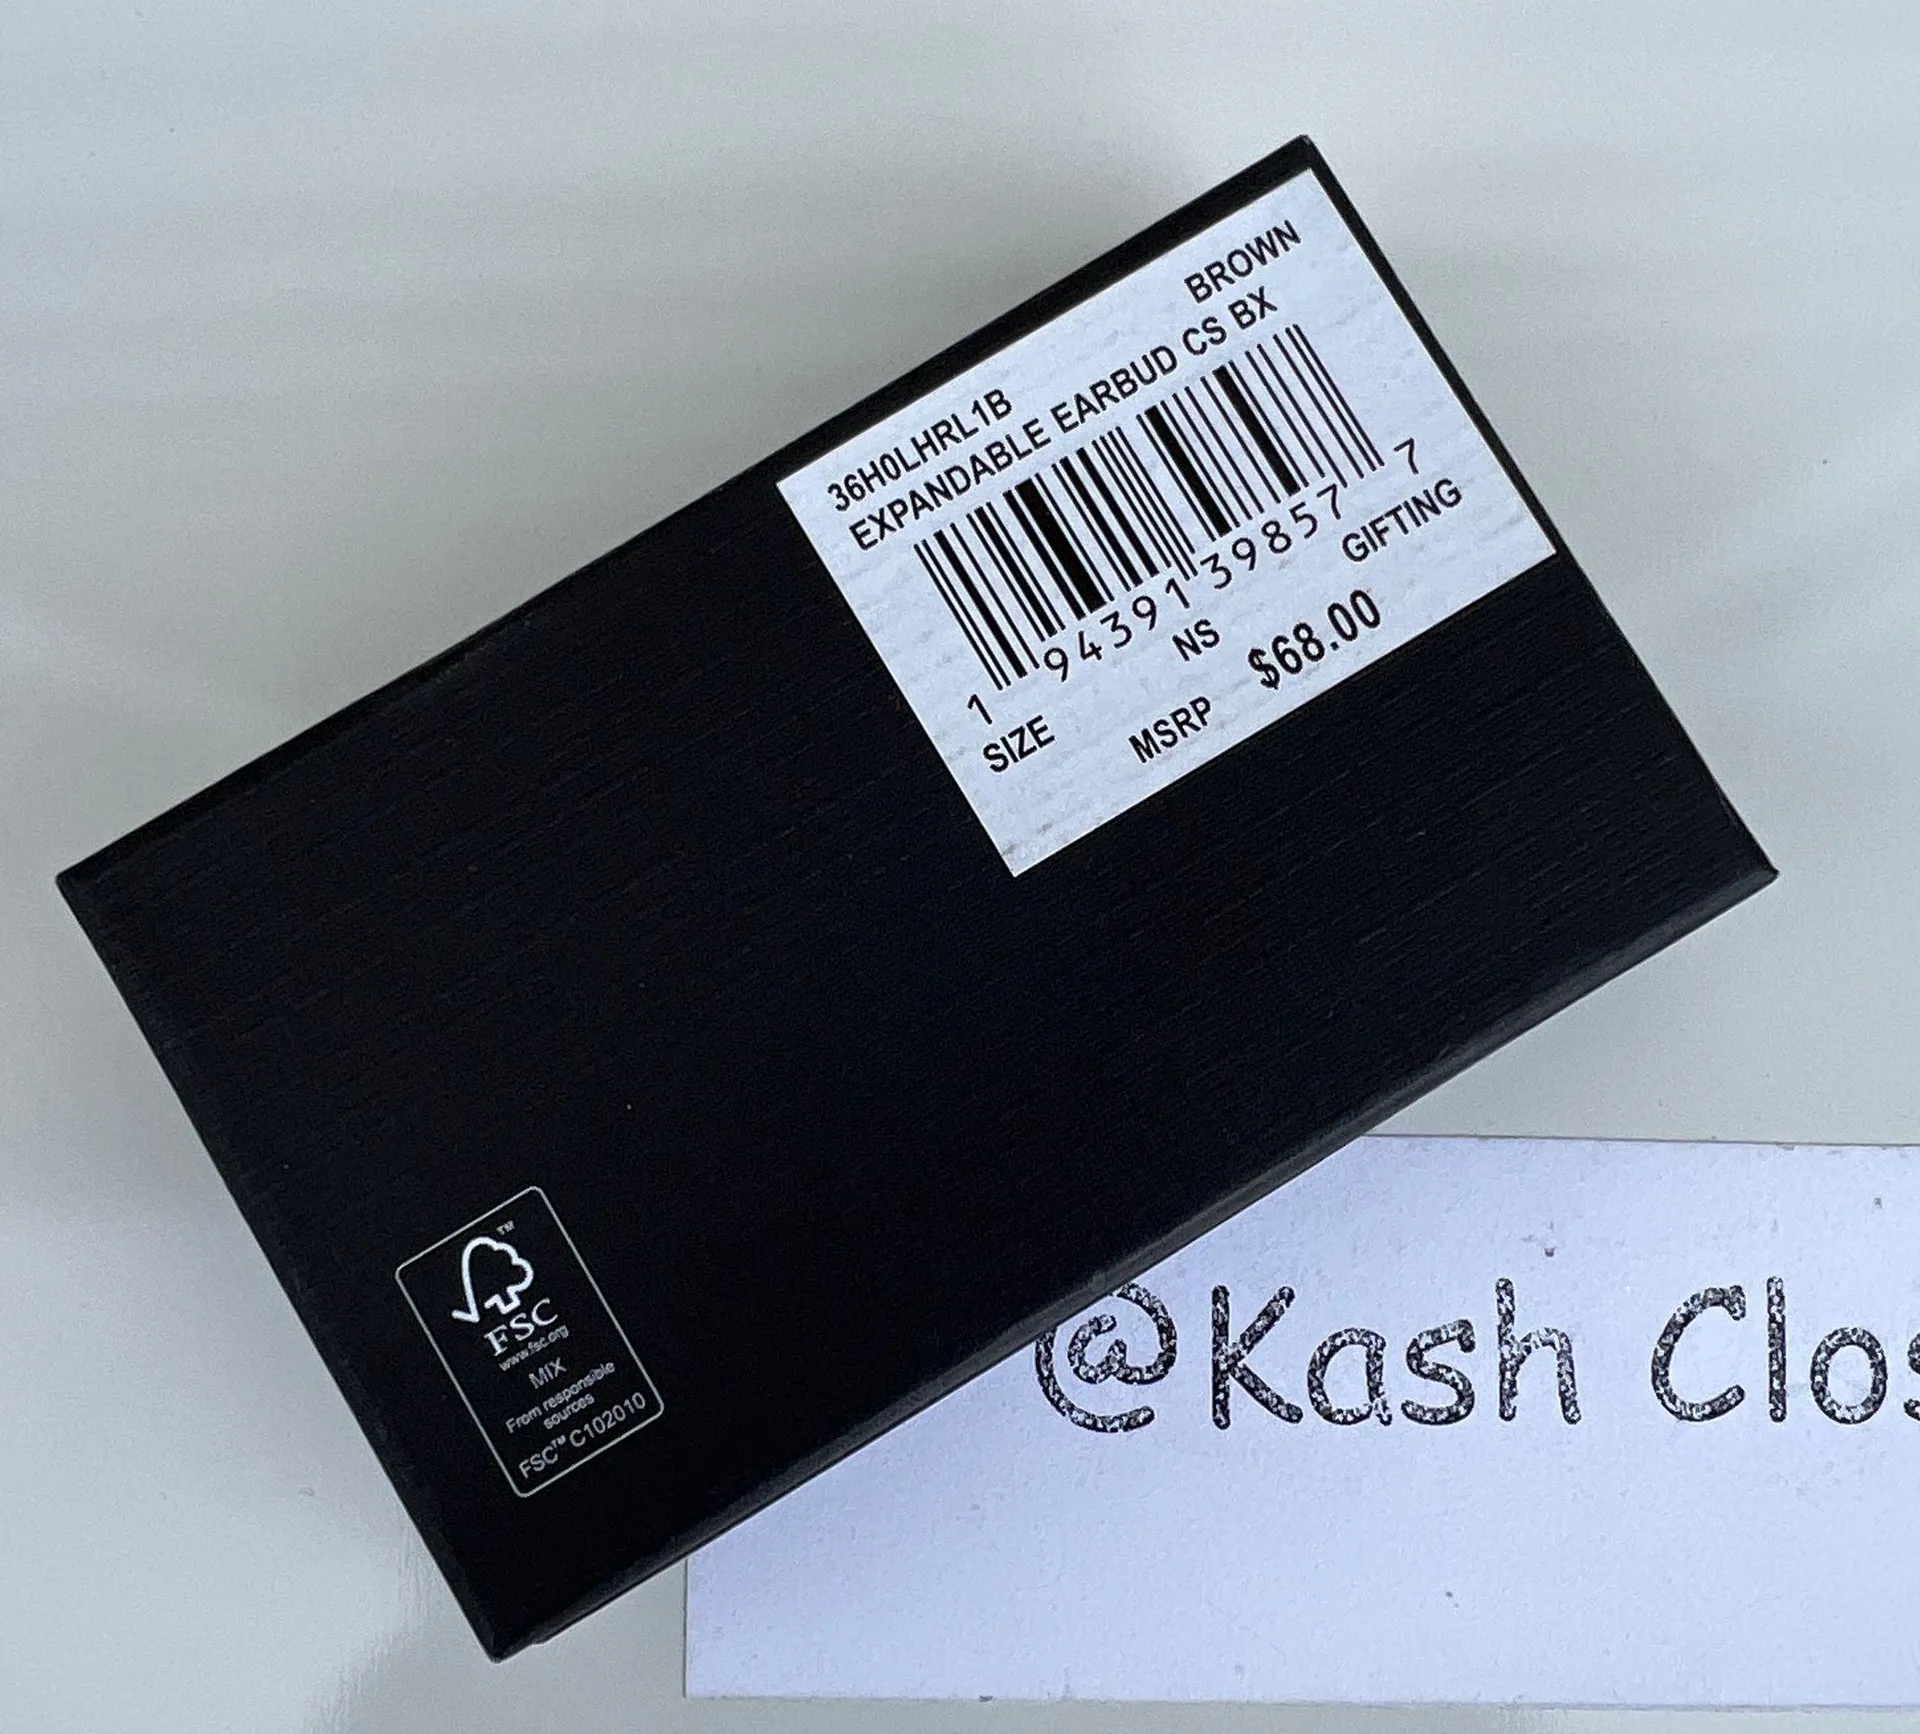 36H0LHRL1B BROWN
EXPANDABLE EARBUD CS BX
1 94391 39857 7
SIZE NS GIFTING
MSRP $68.00
TM
FSC
www.fsc.org
MIX
From responsible
sources
FSC™ C102010
@Kash Clos